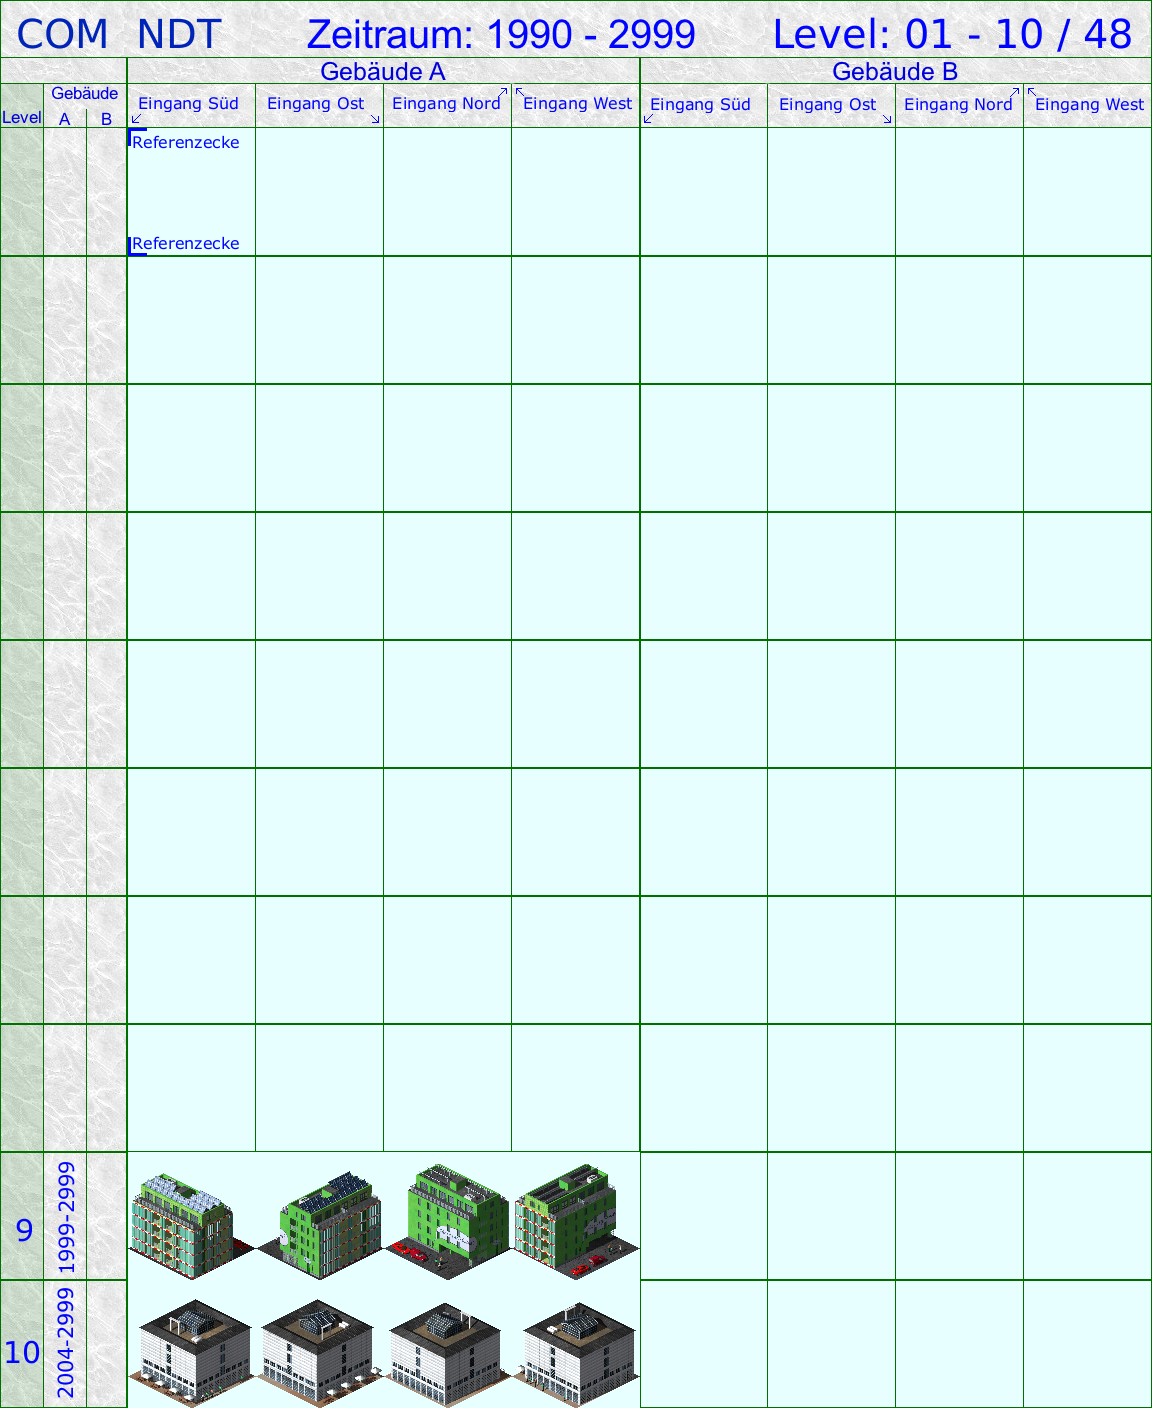 COM NDT Zeitraum: 1990 - 2999 Level: 01 - 10 / 48
Gebäude A Gebäude B
Level Gebäude A B Eingang Süd Eingang Ost Eingang Nord Eingang West Eingang Süd Eingang Ost Eingang Nord Eingang West
Referenzecke
Referenzecke
9 1999-2999
10 2004-2999